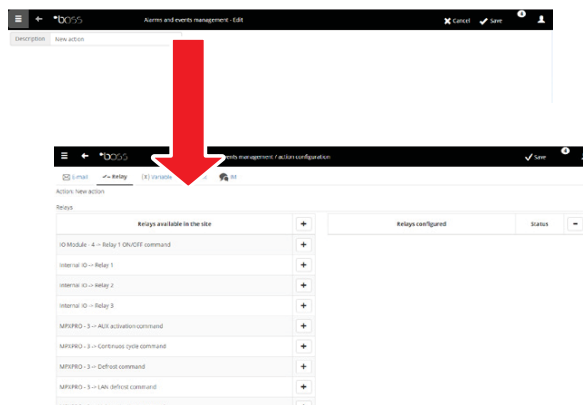 boss
Alarms and events management - Edit
Cancel
Save
Description
New action
boss
events management / action configuration
Save
E-mail
Relay
Variable
IM
Action: New action
Relays
Relays available in the site
+
Relays configured
Status
-
IO Module - 4 -> Relay 1 ON/OFF command
+
Internal IO -> Relay 1
+
Internal IO -> Relay 2
+
Internal IO -> Relay 3
+
MPXPRO - 3 -> AUX activation command
+
MPXPRO - 3 -> Continuos cycle command
+
MPXPRO - 3 -> Defrost command
+
MPXPRO - 3 -> LAN defrost command
+